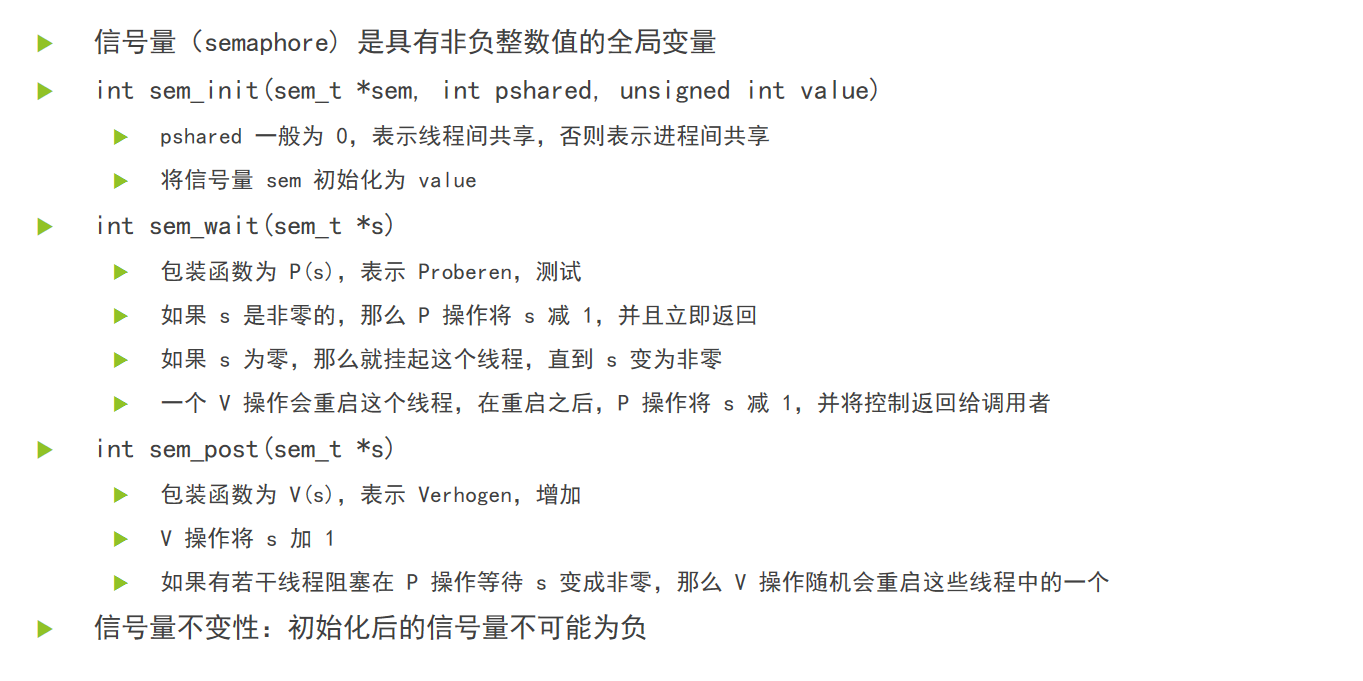 信号量（semaphore）是具有非负整数值的全局变量
int sem_init(sem_t *sem, int pshared, unsigned int value)
pshared 一般为 0，表示线程间共享，否则表示进程间共享
将信号量 sem 初始化为 value
int sem_wait(sem_t *s)
包装函数为 P(s)，表示 Proberen，测试
如果 s 是非零的，那么 P 操作将 s 减 1，并且立即返回
如果 s 为零，那么就挂起这个线程，直到 s 变为非零
一个 V 操作会重启这个线程，在重启之后，P 操作将 s 减 1，并将控制返回给调用者
int sem_post(sem_t *s)
包装函数为 V(s)，表示 Verhogen，增加
V 操作将 s 加 1
如果有若干线程阻塞在 P 操作等待 s 变成非零，那么 V 操作随机会重启这些线程中的一个
信号量不变性：初始化后的信号量不可能为负